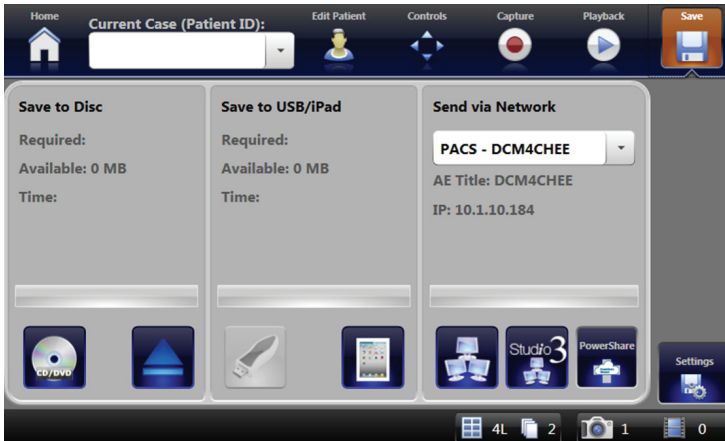 Home
Current Case (Patient ID):
Edit Patient
Controls
Capture
Playback
Save
Save to Disc
Required:
Available: 0 MB
Time:
CD/DVD
Save to USB/iPad
Required:
Available: 0 MB
Time:
Send via Network
PACS - DCM4CHEE
AE Title: DCM4CHEE
IP: 10.1.10.184
Studio3
PowerShare
Settings
4L
2
1
0